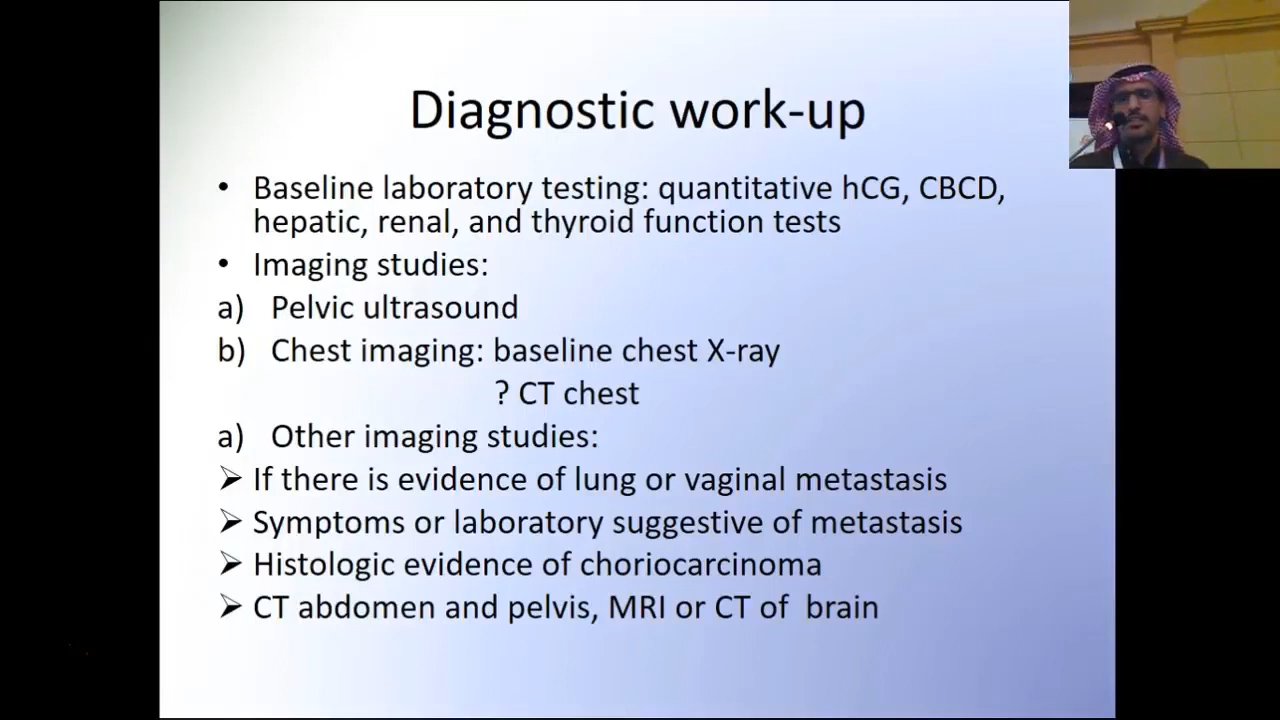 Diagnostic work-up
• Baseline laboratory testing: quantitative hCG, CBCD,
hepatic, renal, and thyroid function tests
• Imaging studies:
a) Pelvic ultrasound
b) Chest imaging: baseline chest X-ray
? CT chest
a) Other imaging studies:
➢ If there is evidence of lung or vaginal metastasis
➢ Symptoms or laboratory suggestive of metastasis
➢ Histologic evidence of choriocarcinoma
➢ CT abdomen and pelvis, MRI or CT of  brain